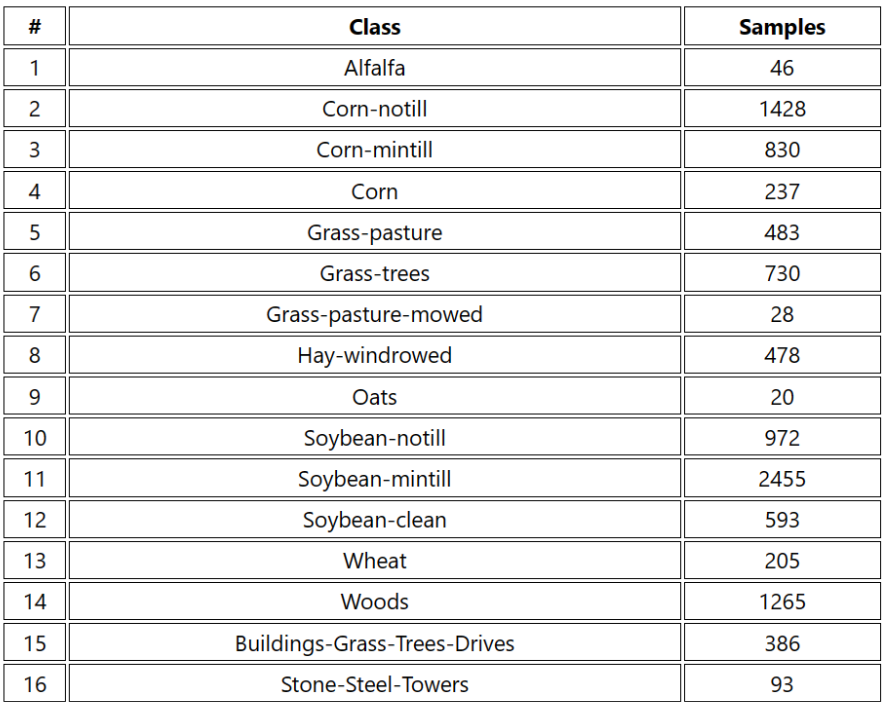 # Class Samples
1 Alfalfa 46
2 Corn-notill 1428
3 Corn-mintill 830
4 Corn 237
5 Grass-pasture 483
6 Grass-trees 730
7 Grass-pasture-mowed 28
8 Hay-windrowed 478
9 Oats 20
10 Soybean-notill 972
11 Soybean-mintill 2455
12 Soybean-clean 593
13 Wheat 205
14 Woods 1265
15 Buildings-Grass-Trees-Drives 386
16 Stone-Steel-Towers 93